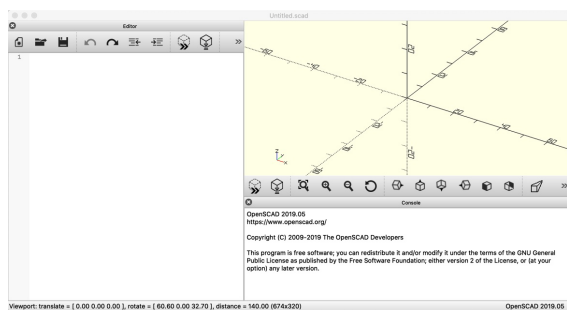 Untitled.scad
Editor
1
Console
OpenSCAD 2019.05
https://www.openscad.org/
Copyright (C) 2009-2019 The OpenSCAD Developers
This program is free software; you can redistribute it and/or modify it under the terms of the GNU General
Public License as published by the Free Software Foundation; either version 2 of the License, or (at your
option) any later version.
Viewport: translate = [ 0.00 0.00 0.00 ], rotate = [ 60.60 0.00 32.70 ], distance = 140.00 (674x320)
OpenSCAD 2019.05